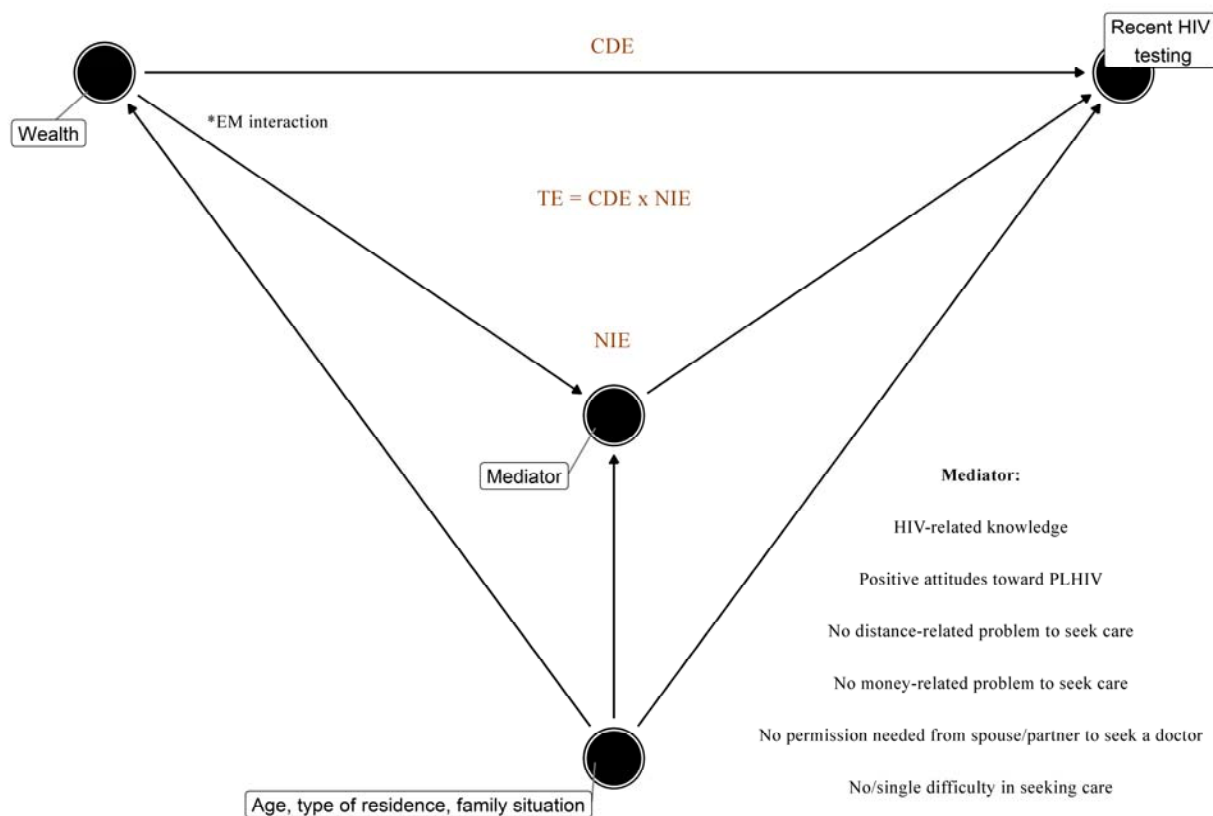 CDE
Recent HIV
testing
Wealth
*EM interaction
TE = CDE x NIE
NIE
Mediator
Mediator:
HIV-related knowledge
Positive attitudes toward PLHIV
No distance-related problem to seek care
No money-related problem to seek care
No permission needed from spouse/partner to seek a doctor
No/single difficulty in seeking care
Age, type of residence, family situation